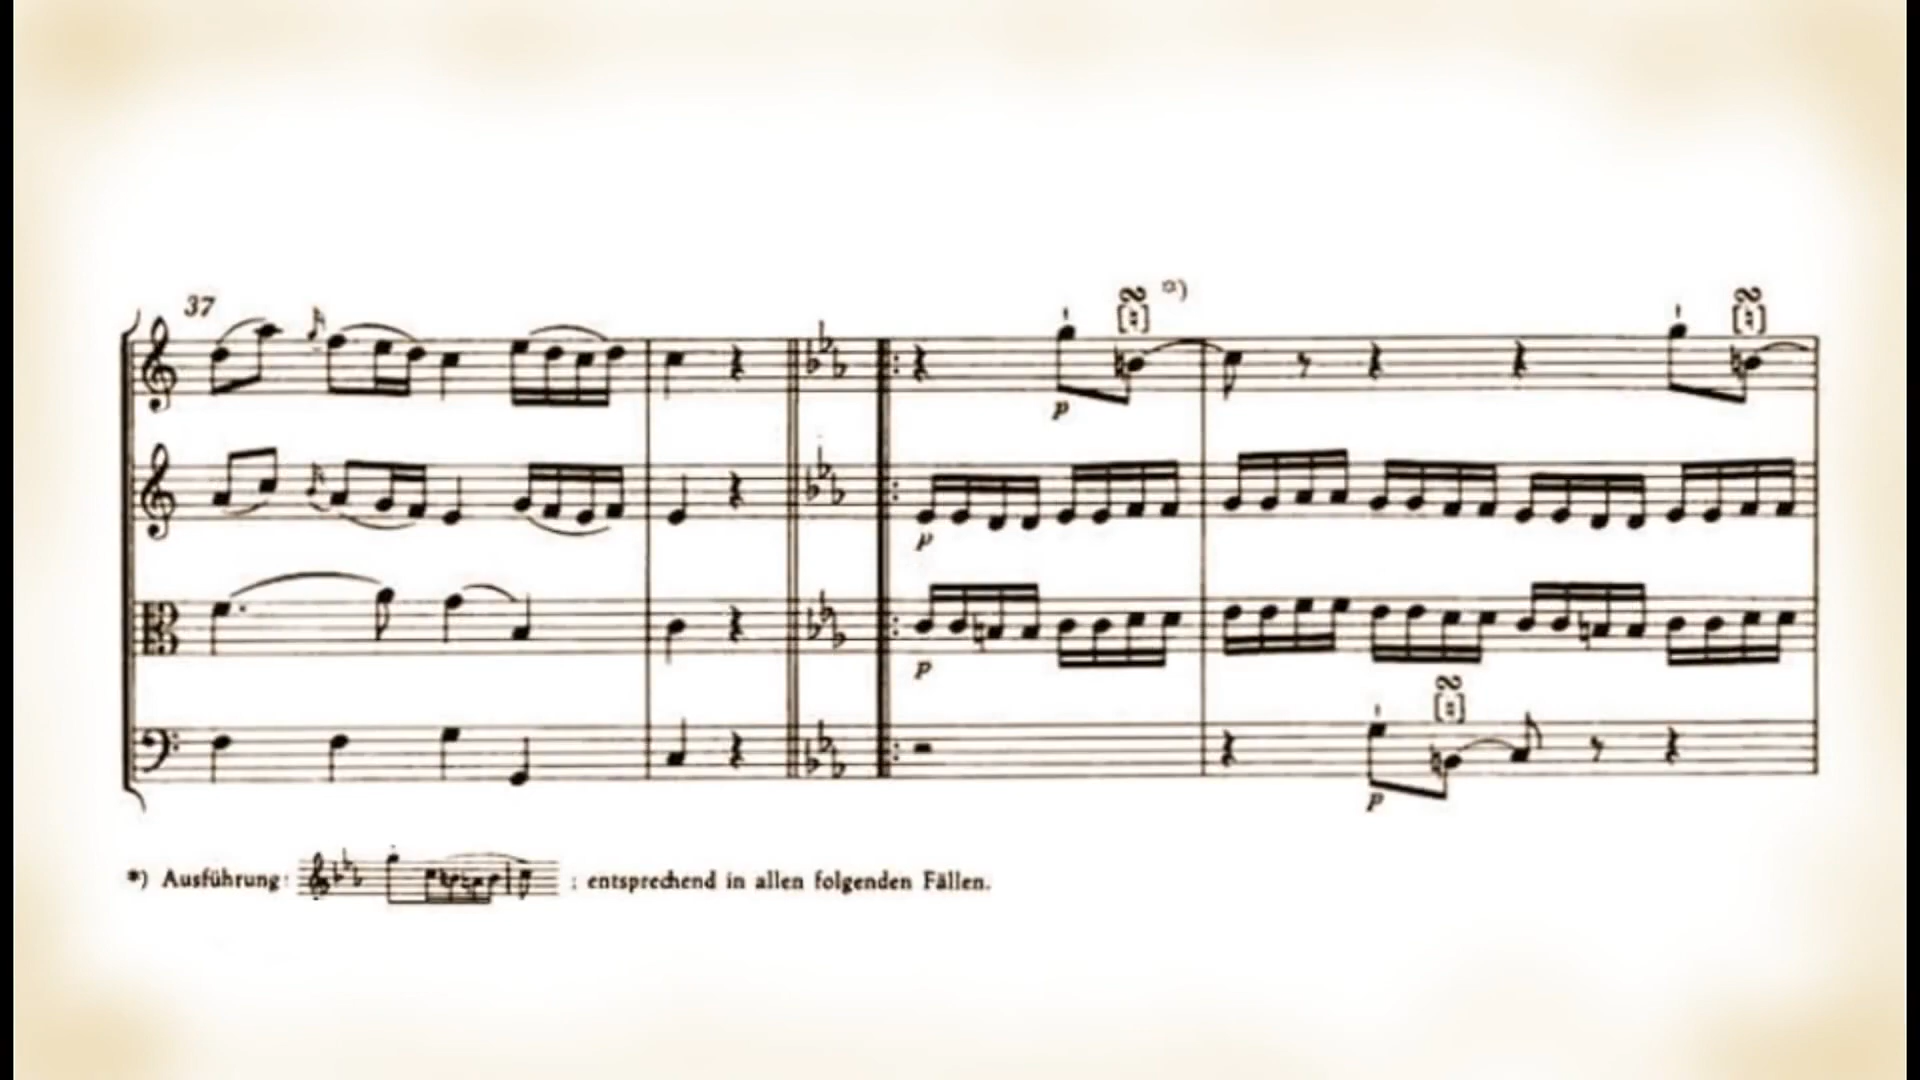 37
*)
p
p
p
p
*) Ausführung: ; entsprechend in allen folgenden Fällen.